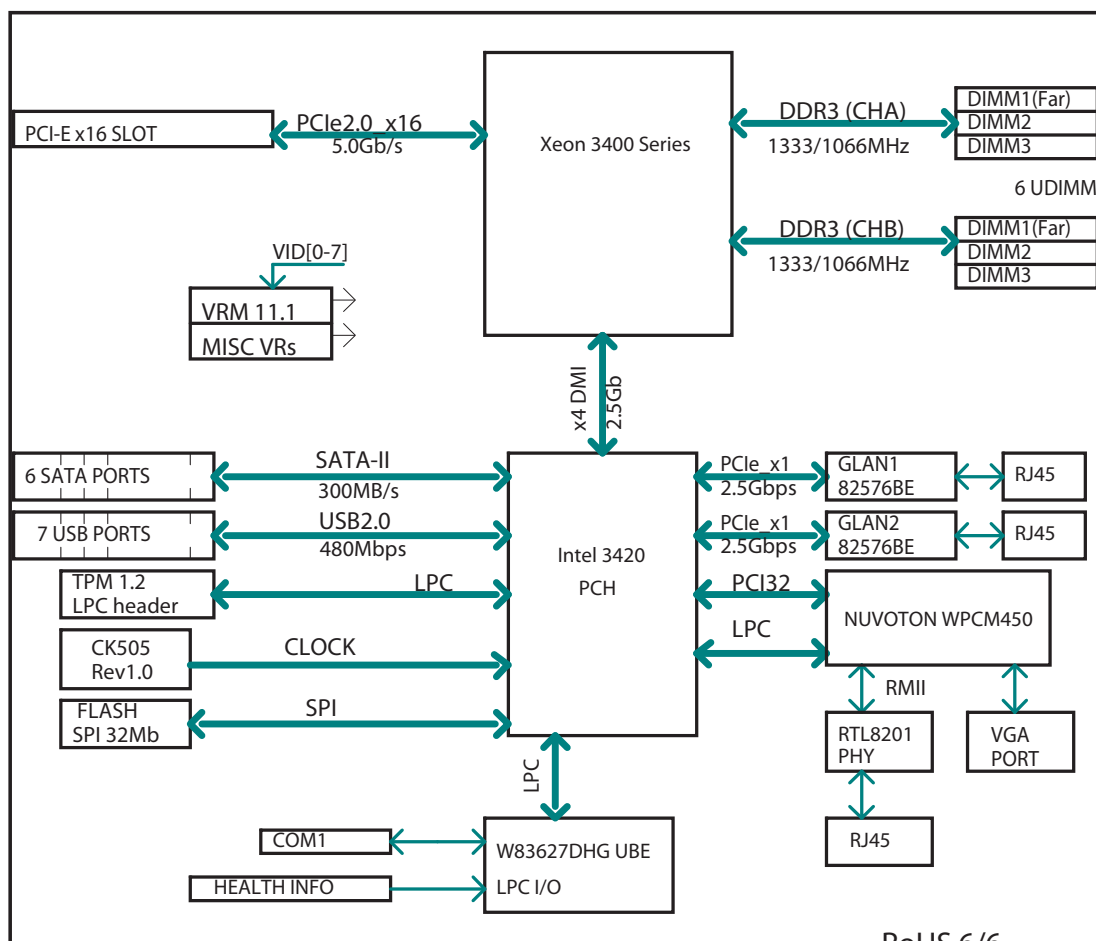 PCI-E x16 SLOT
PCIe2.0_x16
5.0Gb/s
Xeon 3400 Series
DDR3 (CHA)
1333/1066MHz
DIMM1(Far)
DIMM2
DIMM3
6 UDIMM
DDR3 (CHB)
1333/1066MHz
DIMM1(Far)
DIMM2
DIMM3
VID[0-7]
VRM 11.1
MISC VRs
x4 DMI
2.5Gb
6 SATA PORTS
SATA-II
300MB/s
7 USB PORTS
USB2.0
480Mbps
TPM 1.2
LPC header
LPC
CK505
Rev1.0
CLOCK
FLASH
SPI 32Mb
SPI
Intel 3420
PCH
PCIe_x1
2.5Gbps
GLAN1
82576BE
RJ45
PCIe_x1
2.5Gbps
GLAN2
82576BE
RJ45
PCI32
LPC
NUVOTON WPCM450
RMII
RTL8201
PHY
VGA
PORT
RJ45
LPC
COM1
HEALTH INFO
W83627DHG UBE
LPC I/O
RoHS 6/6